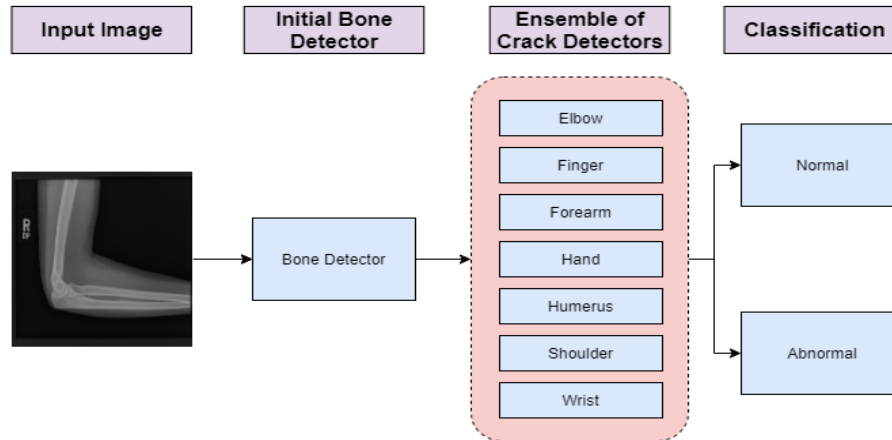 Input Image
Initial Bone
Detector
Ensemble of
Crack Detectors
Classification
R
Bone Detector
Elbow
Finger
Forearm
Hand
Humerus
Shoulder
Wrist
Normal
Abnormal